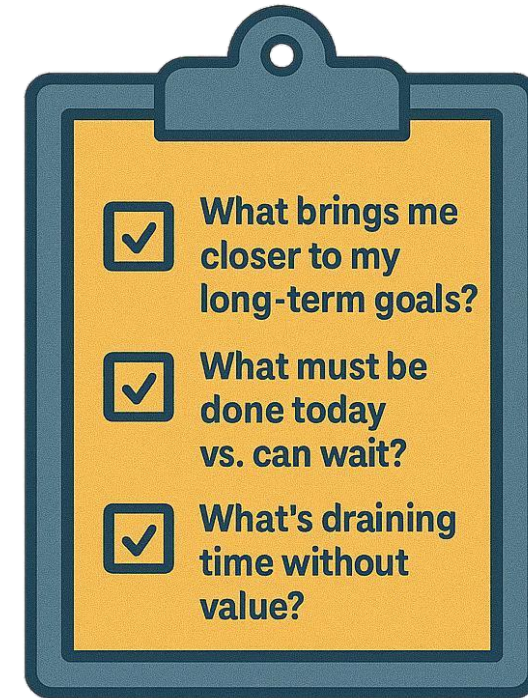 What brings me
closer to my
long-term goals?
What must be
done today
vs. can wait?
What's draining
time without
value?